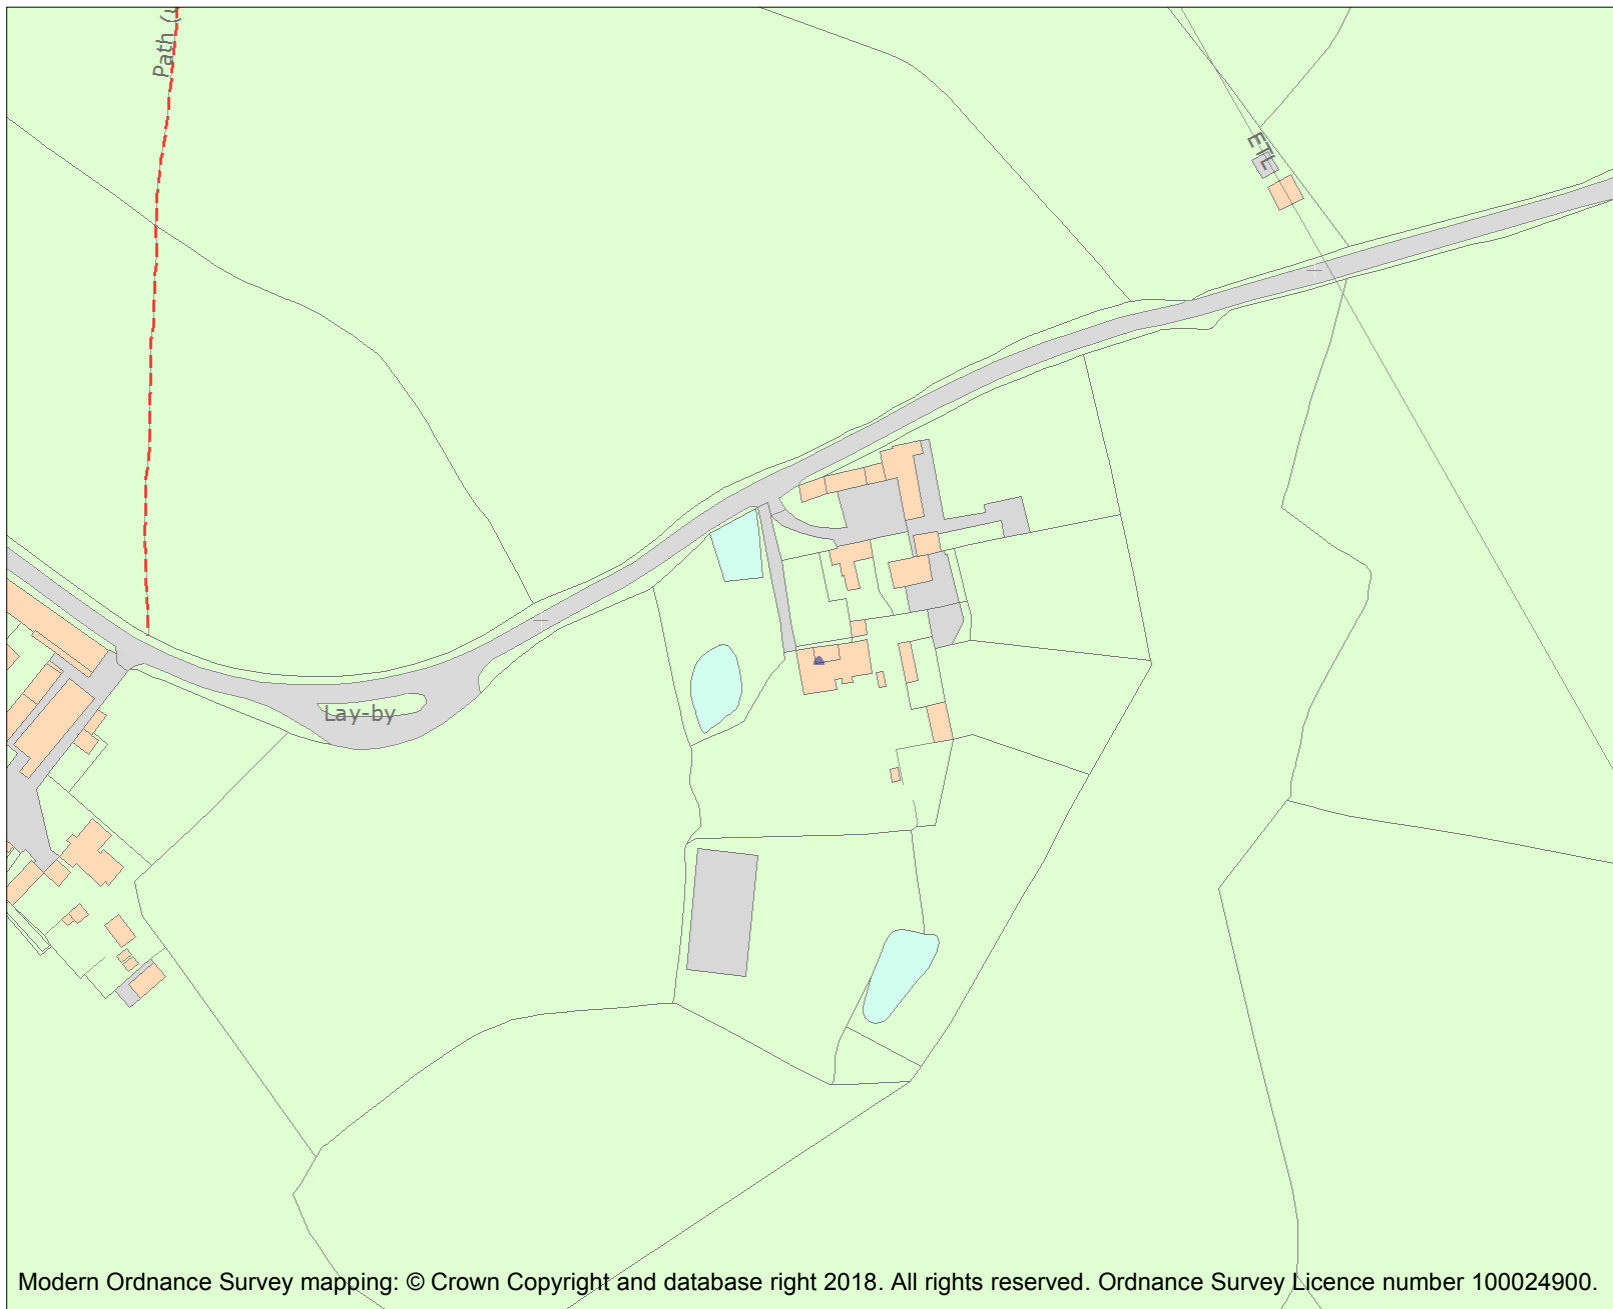 Path (
ETL
Lay-by
Modern Ordnance Survey mapping: © Crown Copyright and database right 2018. All rights reserved. Ordnance Survey Licence number 100024900.